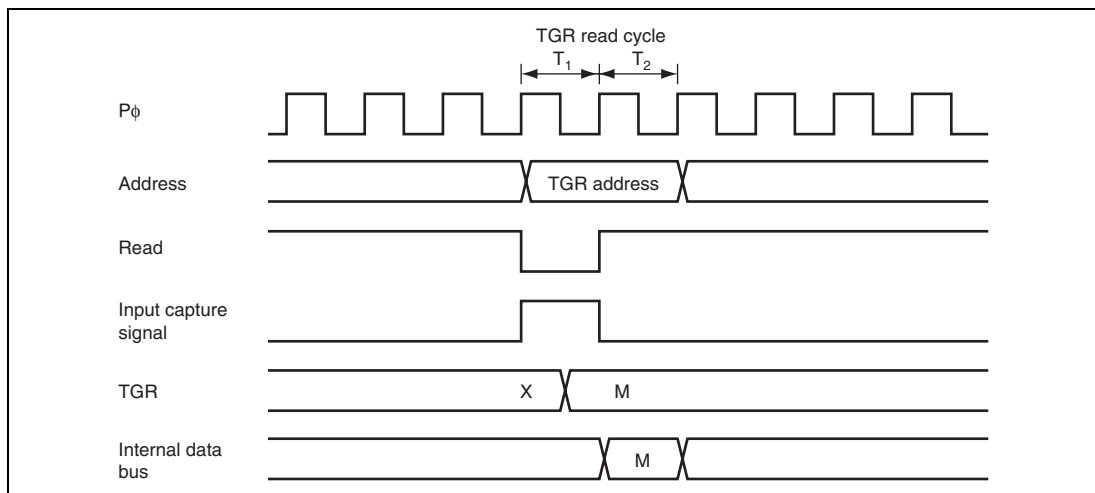 TGR read cycle
T1 T2
Pϕ
Address
TGR address
Read
Input capture
signal
TGR
X M
Internal data
bus
M